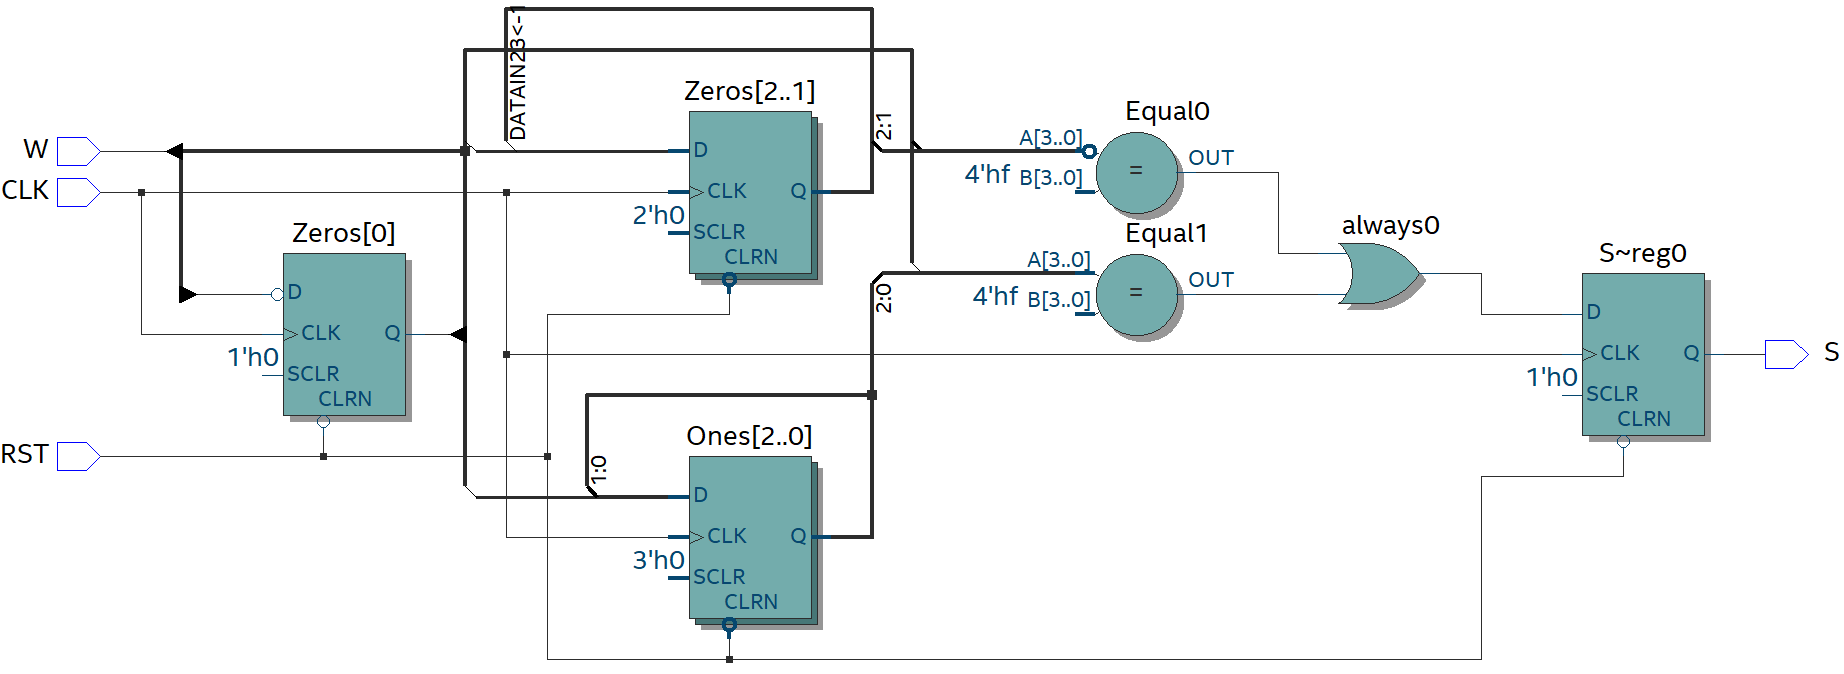 DATAIN23<-1
Zeros[2..1]
W
CLK
D
CLK
Q
2'h0
SCLR
CLRN
2:1
Equal0
A[3..0]
4'hf B[3..0]
=
OUT
Zeros[0]
D
CLK
Q
1'h0
SCLR
CLRN
Equal1
A[3..0]
4'hf B[3..0]
=
OUT
2:0
always0
S~reg0
D
CLK
Q
1'h0
SCLR
CLRN
S
RST
Ones[2..0]
1:0
D
CLK
Q
3'h0
SCLR
CLRN